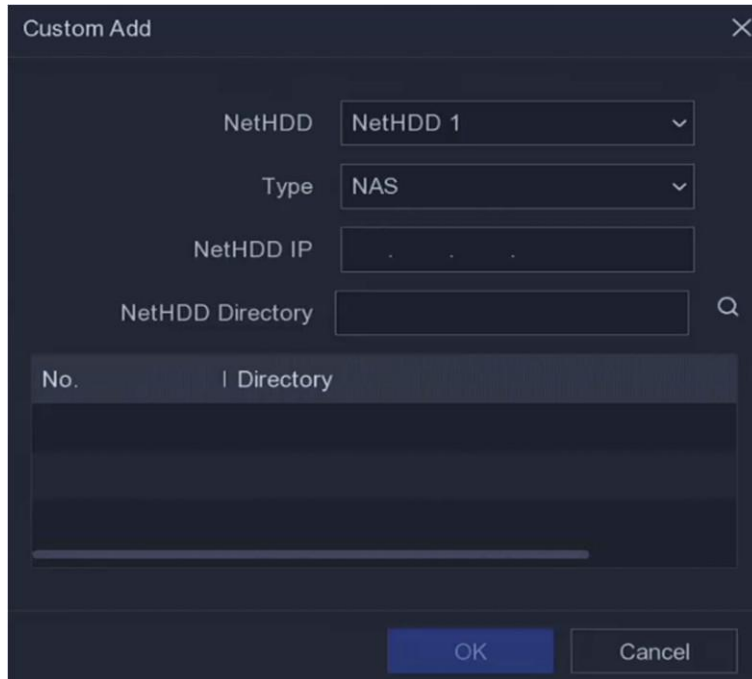 Custom Add
NetHDD NetHDD 1
Type NAS
NetHDD IP . . .
NetHDD Directory
No. Directory
OK Cancel